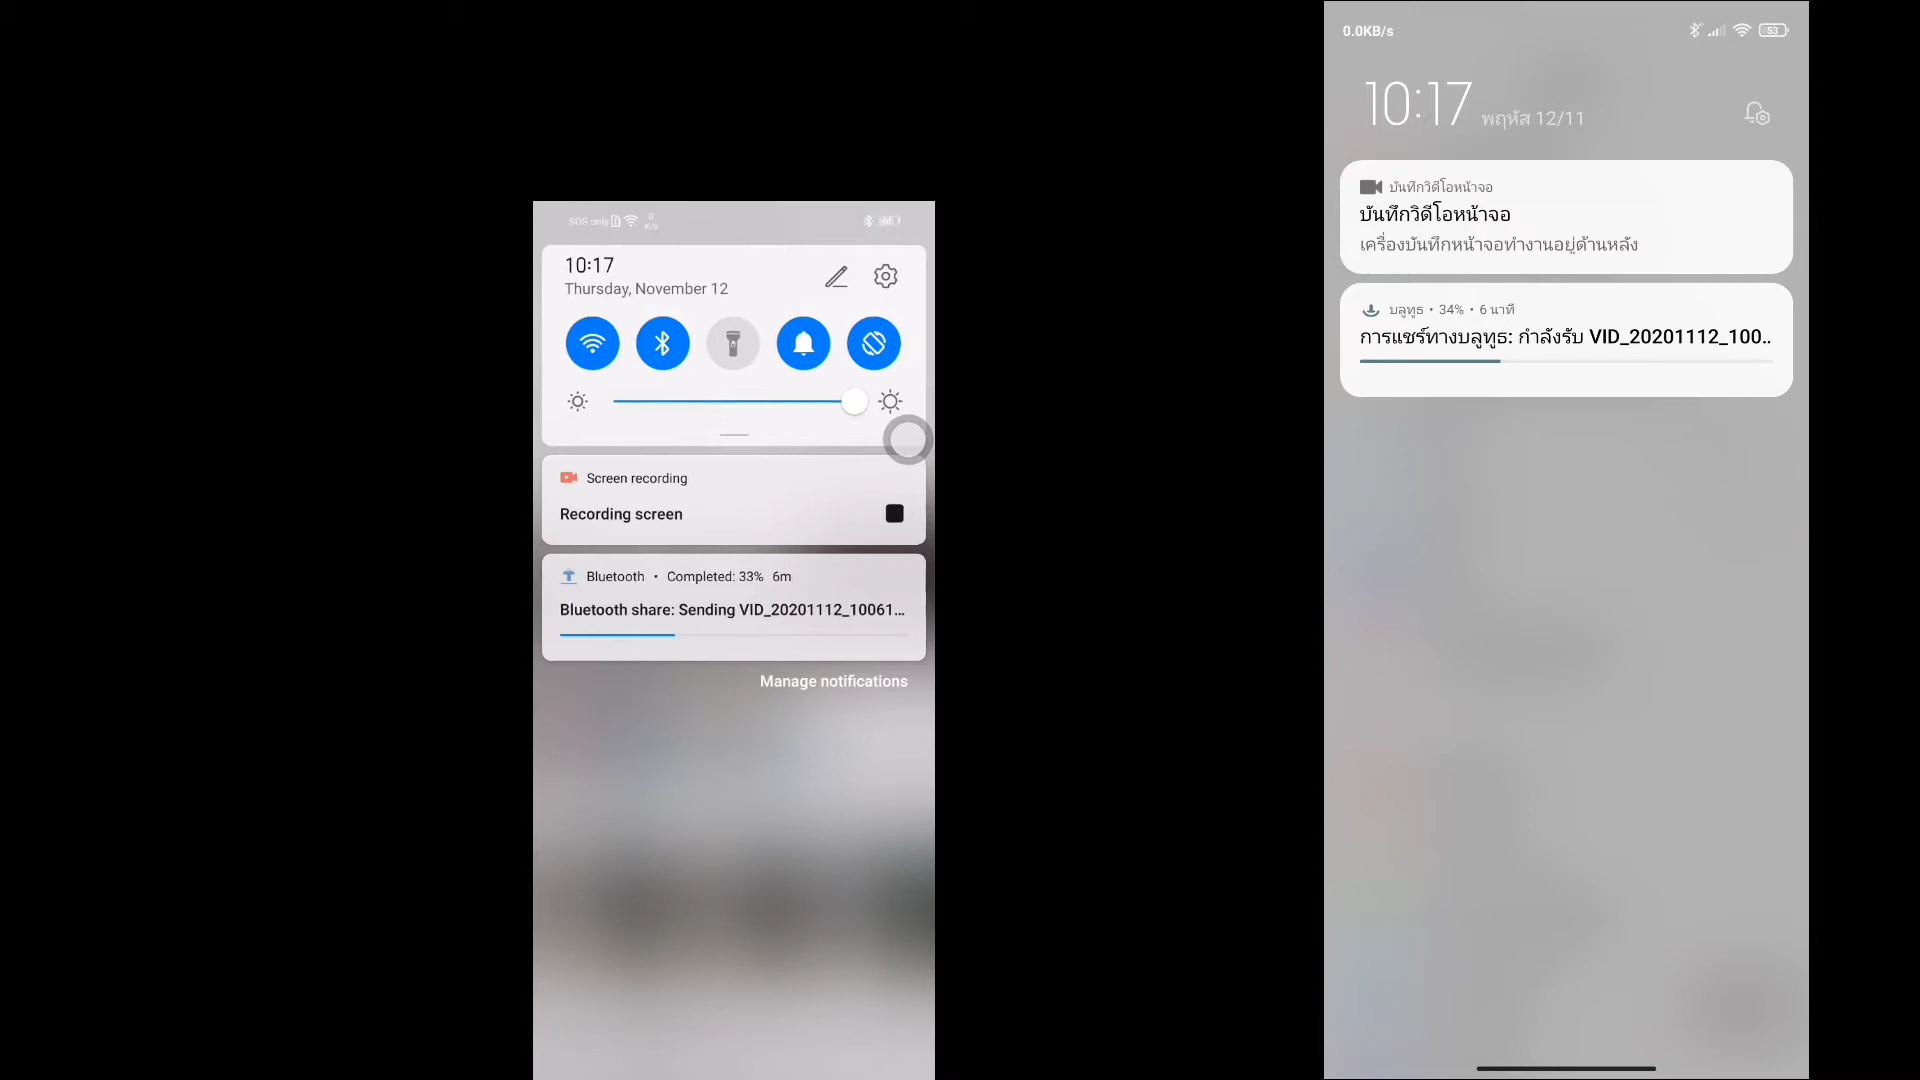 SOS only
0
K/s
10:17
Thursday, November 12
Screen recording
Recording screen
Bluetooth • Completed: 33% 6m
Bluetooth share: Sending VID_20201112_10061...
Manage notifications
0.0KB/s
53
10:17 พฤหัส 12/11
บันทึกวิดีโอหน้าจอ
บันทึกวิดีโอหน้าจอ
เครื่องบันทึกหน้าจอทำงานอยู่ด้านหลัง
บลูทูธ • 34% • 6 นาที
การแชร์ทางบลูทูธ: กำลังรับ VID_20201112_100..